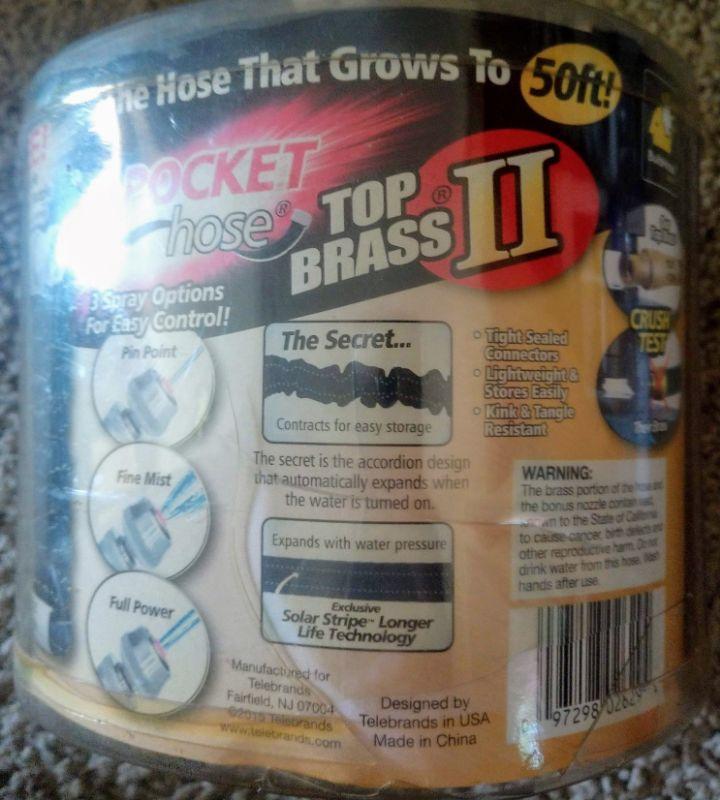 The Hose That Grows To 50ft!
POCKET
hose®
TOP
BRASS® II
3 Spray Options
For Easy Control!
Pin Point
Fine Mist
Full Power
The Secret...
Contracts for easy storage
The secret is the accordion design
that automatically expands when
the water is turned on.
Expands with water pressure
Exclusive
Solar Stripe™ Longer
Life Technology
• Tight Sealed
Connectors
• Lightweight &
Stores Easily
• Kink & Tangle
Resistant
CRUSH
TEST
WARNING:
The brass portion of the hose and
the bonus nozzle contain lead,
known to the State of California
to cause cancer, birth defects and
other reproductive harm. Do not
drink water from this hose. Wash
hands after use.
Manufactured for
Telebrands
Fairfield, NJ 07004
©2015 Telebrands
www.telebrands.com
Designed by
Telebrands in USA
Made in China
97298 02629